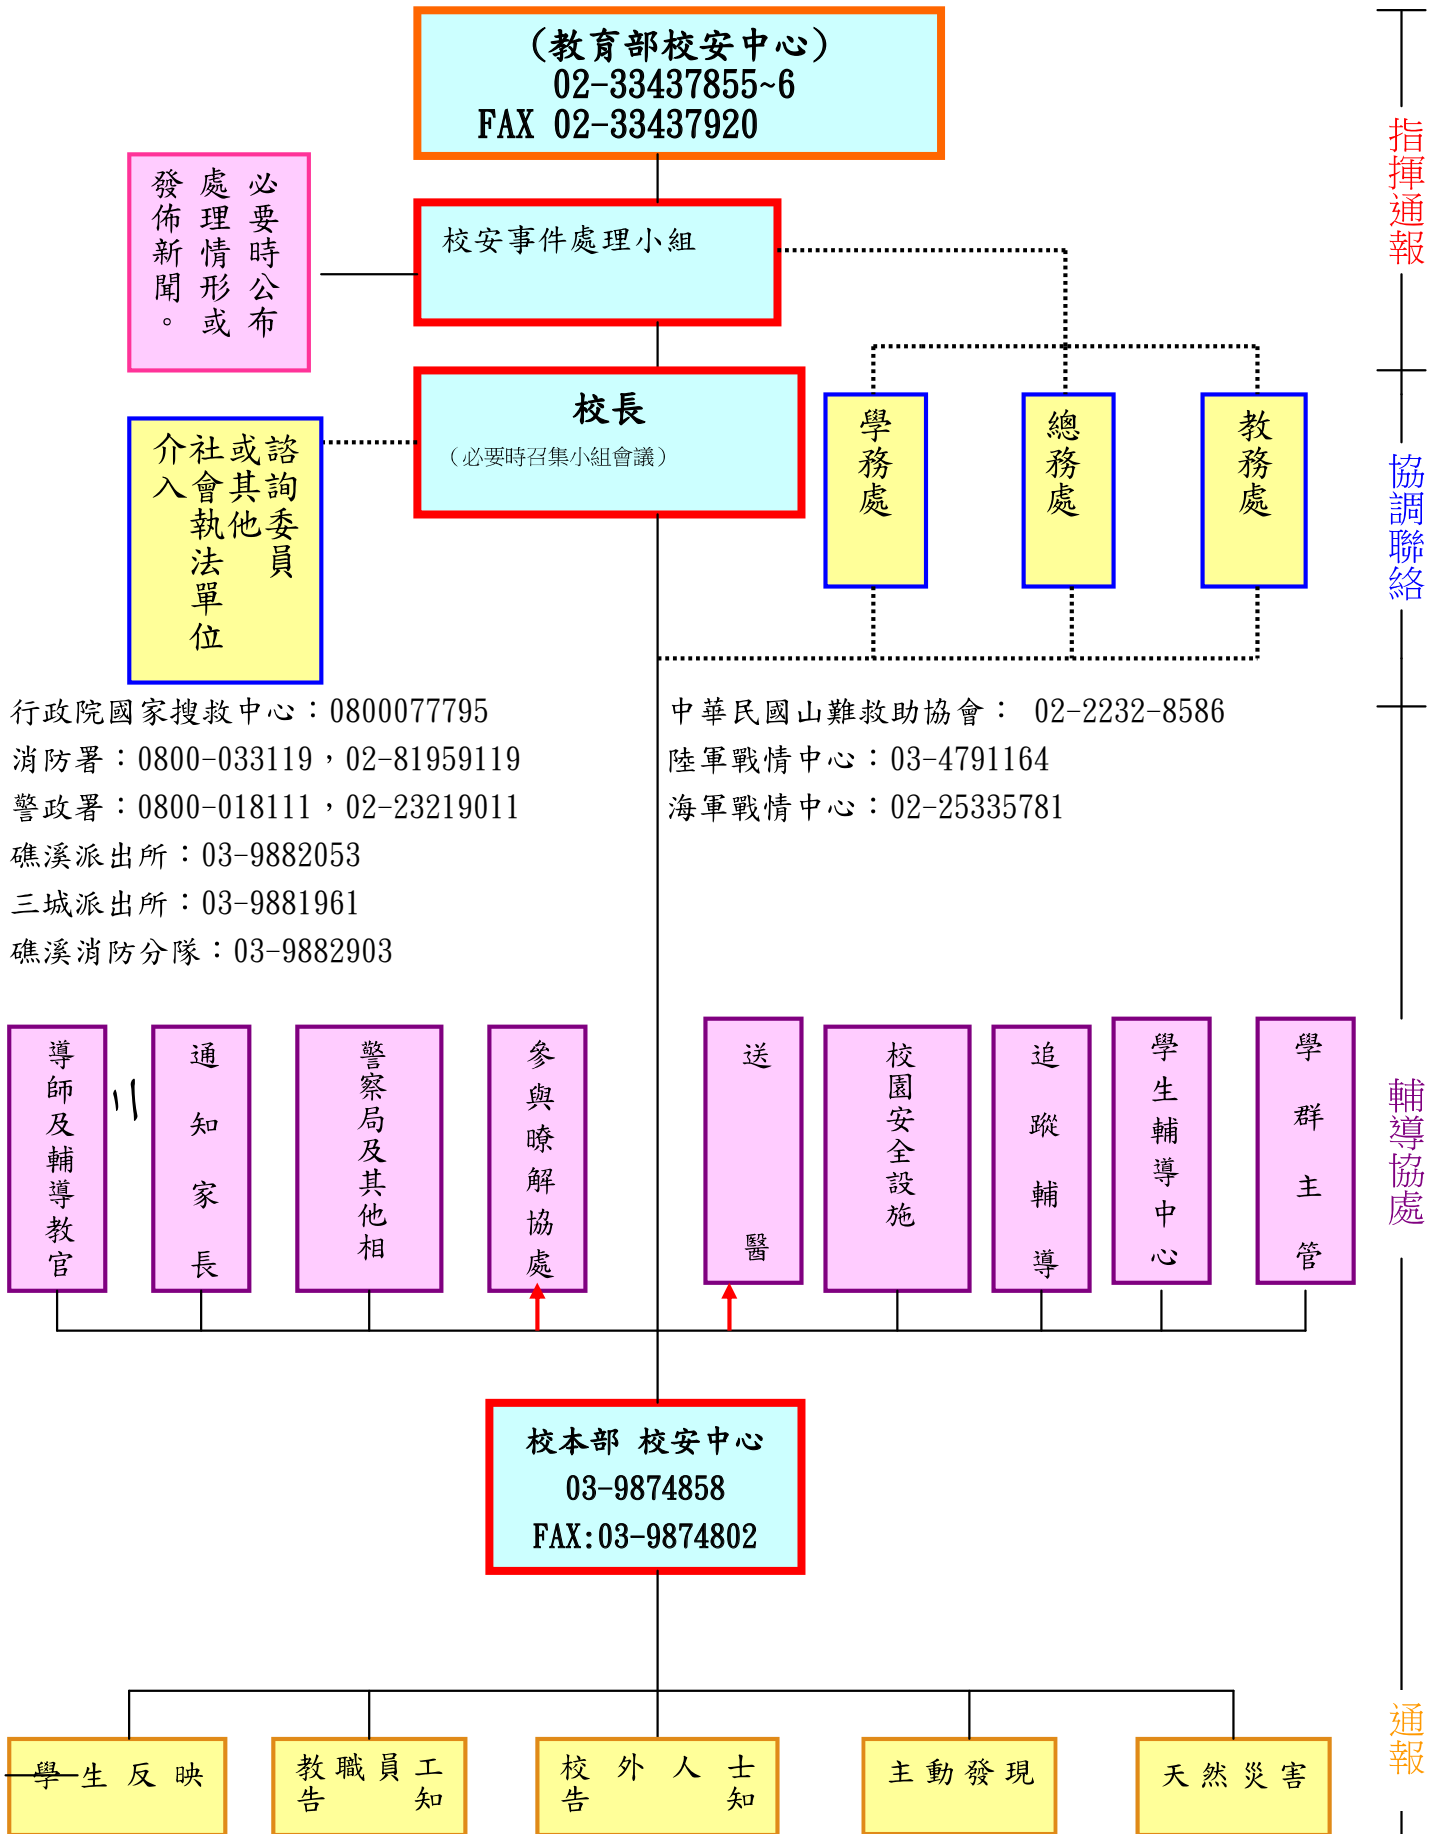 (教育部校安中心)
02-33437855~6
FAX 02-33437920
指揮通報
必要時公布
處理情形或
發佈新聞。
校安事件處理小組
校長
（必要時召集小組會議）
諮詢委員
或其他
社會執法單位
介入
學務處
總務處
教務處
協調聯絡
行政院國家搜救中心：0800077795
消防署：0800-033119，02-81959119
警政署：0800-018111，02-23219011
礁溪派出所：03-9882053
三城派出所：03-9881961
礁溪消防分隊：03-9882903
中華民國山難救助協會： 02-2232-8586
陸軍戰情中心：03-4791164
海軍戰情中心：02-25335781
導師及輔導教官
通知家長
警察局及其他相
參與暸解協處
送醫
校園安全設施
追蹤輔導
學生輔導中心
學群主管
輔導協處
校本部 校安中心
03-9874858
FAX:03-9874802
學生反映
教職員工
告知
校外人士
告知
主動發現
天然災害
通報